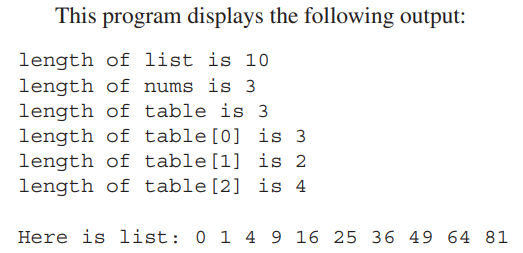 This program displays the following output:
length of list is 10
length of nums is 3
length of table is 3
length of table[0] is 3
length of table[1] is 2
length of table[2] is 4
Here is list: 0 1 4 9 16 25 36 49 64 81